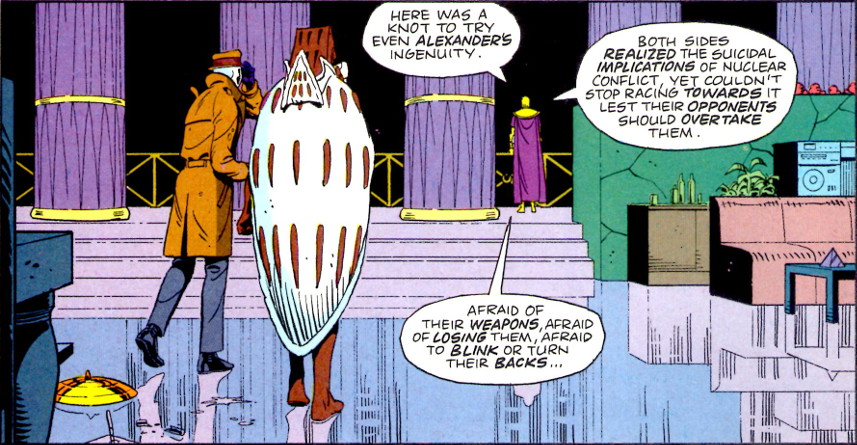 HERE WAS A
KNOT TO TRY
EVEN ALEXANDER'S
INGENUITY.
BOTH SIDES
REALIZED THE SUICIDAL
IMPLICATIONS OF NUCLEAR
CONFLICT, YET COULDN'T
STOP RACING TOWARDS IT
LEST THEIR OPPONENTS
SHOULD OVERTAKE
THEM.
AFRAID OF
THEIR WEAPONS, AFRAID
OF LOSING THEM, AFRAID
TO BLINK OR TURN
THEIR BACKS...